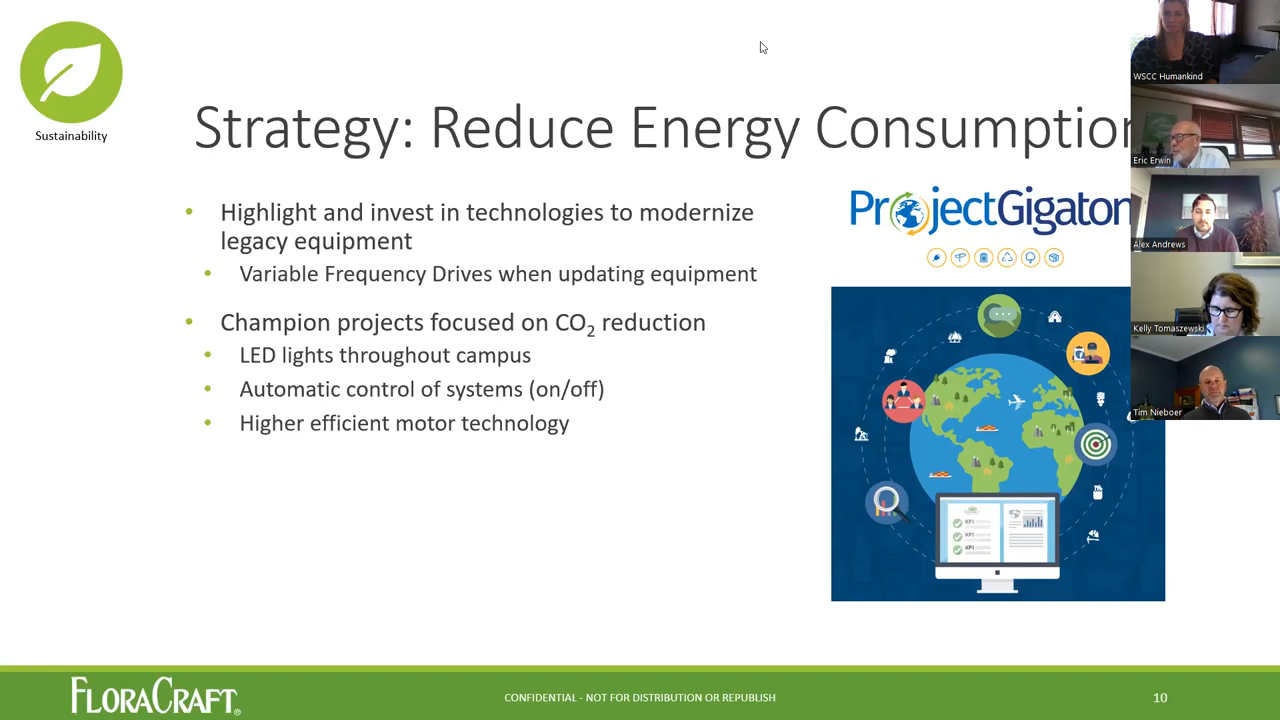 Sustainability
Strategy: Reduce Energy Consumption
• Highlight and invest in technologies to modernize
legacy equipment
• Variable Frequency Drives when updating equipment
• Champion projects focused on CO₂ reduction
• LED lights throughout campus
• Automatic control of systems (on/off)
• Higher efficient motor technology
ProjectGigaton
KPI
KPI
KPI
WSCC Humankind
Eric Erwin
Alex Andrews
Kelly Tomaszewski
Tim Nieboer
FLORACRAFT®
CONFIDENTIAL - NOT FOR DISTRIBUTION OR REPUBLISH
10